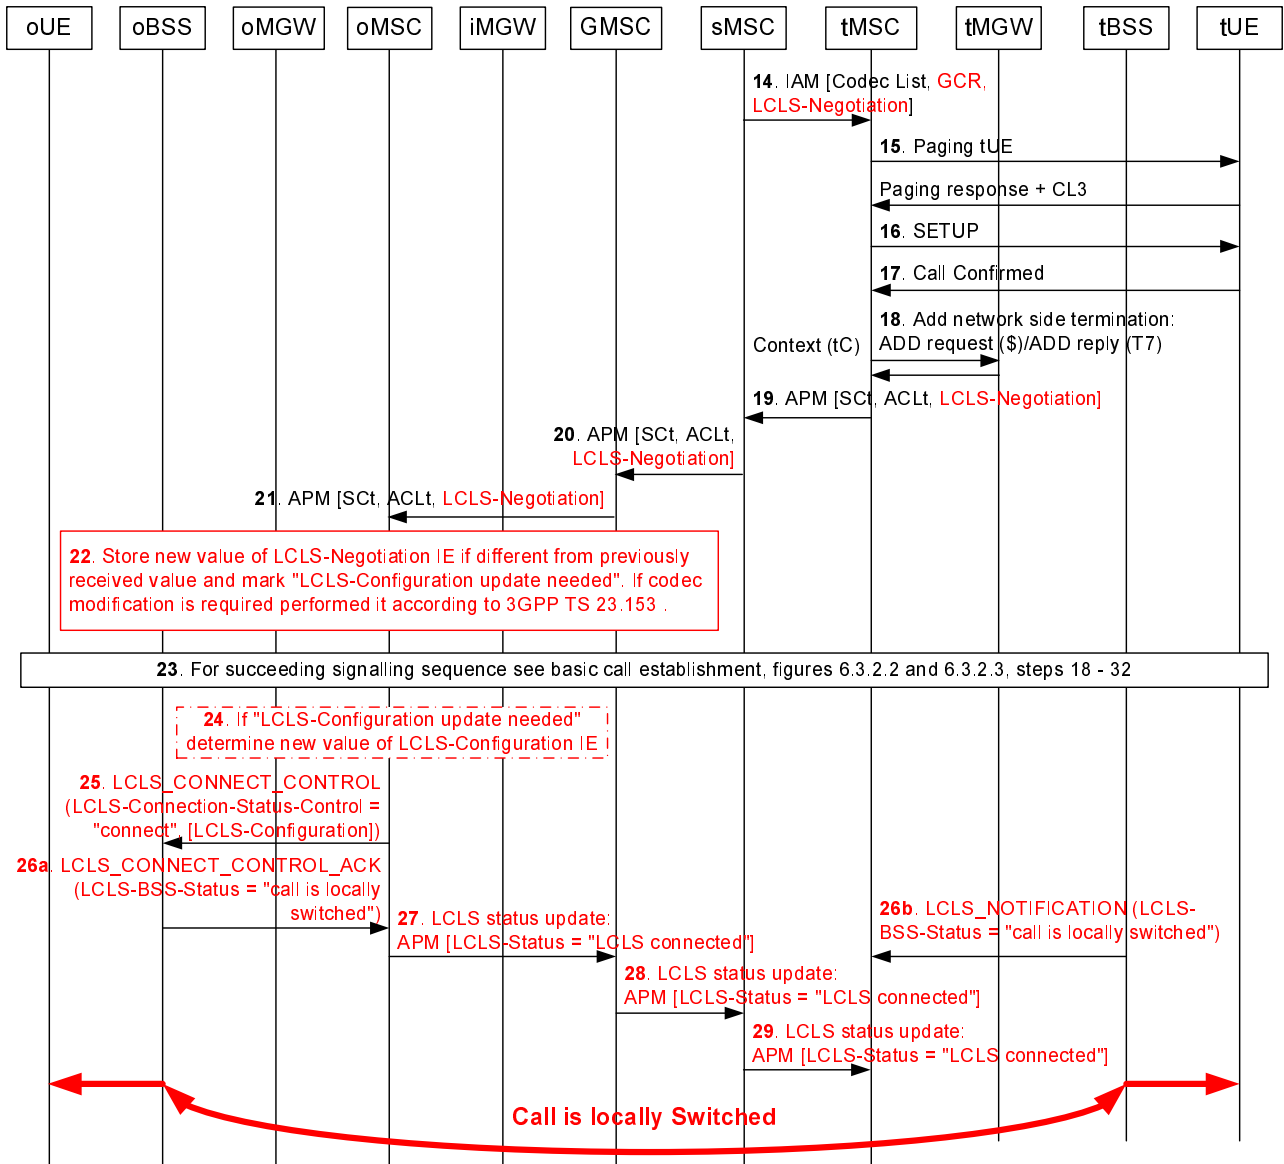 oUE oBSS oMGW oMSC iMGW GMSC sMSC tMSC tMGW tBSS tUE
14. IAM [Codec List, GCR,
LCLS-Negotiation]
15. Paging tUE
Paging response + CL3
16. SETUP
17. Call Confirmed
18. Add network side termination:
ADD request ($)/ADD reply (T7)
Context (tC)
19. APM [SCt, ACLt, LCLS-Negotiation]
20. APM [SCt, ACLt,
LCLS-Negotiation]
21. APM [SCt, ACLt, LCLS-Negotiation]
22. Store new value of LCLS-Negotiation IE if different from previously
received value and mark "LCLS-Configuration update needed". If codec
modification is required performed it according to 3GPP TS 23.153 .
23. For succeeding signalling sequence see basic call establishment, figures 6.3.2.2 and 6.3.2.3, steps 18 - 32
24. If "LCLS-Configuration update needed"
determine new value of LCLS-Configuration IE
25. LCLS_CONNECT_CONTROL
(LCLS-Connection-Status-Control =
"connect", [LCLS-Configuration])
26a. LCLS_CONNECT_CONTROL_ACK
(LCLS-BSS-Status = "call is locally
switched")
27. LCLS status update:
APM [LCLS-Status = "LCLS connected"]
26b. LCLS_NOTIFICATION (LCLS-
BSS-Status = "call is locally switched")
28. LCLS status update:
APM [LCLS-Status = "LCLS connected"]
29. LCLS status update:
APM [LCLS-Status = "LCLS connected"]
Call is locally Switched